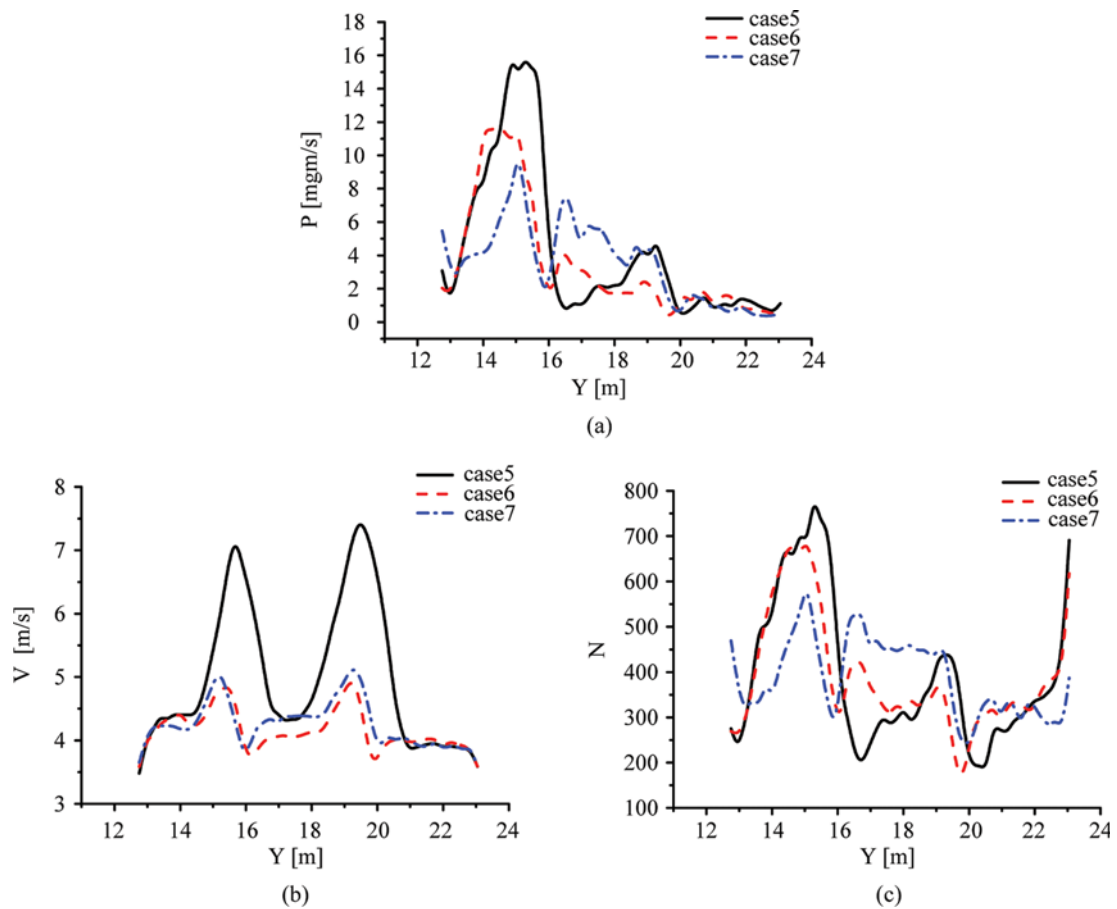 case5
case6
case7
18
16
14
12
10
8
6
4
2
0
P [mgm/s]
12 14 16 18 20 22 24
Y [m]
(a)
case5
case6
case7
8
7
6
5
4
3
V [m/s]
12 14 16 18 20 22 24
Y [m]
(b)
case5
case6
case7
800
700
600
500
400
300
200
100
N
12 14 16 18 20 22 24
Y [m]
(c)